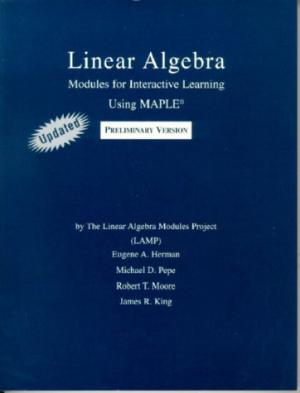 Linear Algebra
Modules for Interactive Learning
Using MAPLE®
Updated
PRELIMINARY VERSION
by The Linear Algebra Modules Project
(LAMP)
Eugene A. Herman
Michael D. Pepe
Robert T. Moore
James R. King